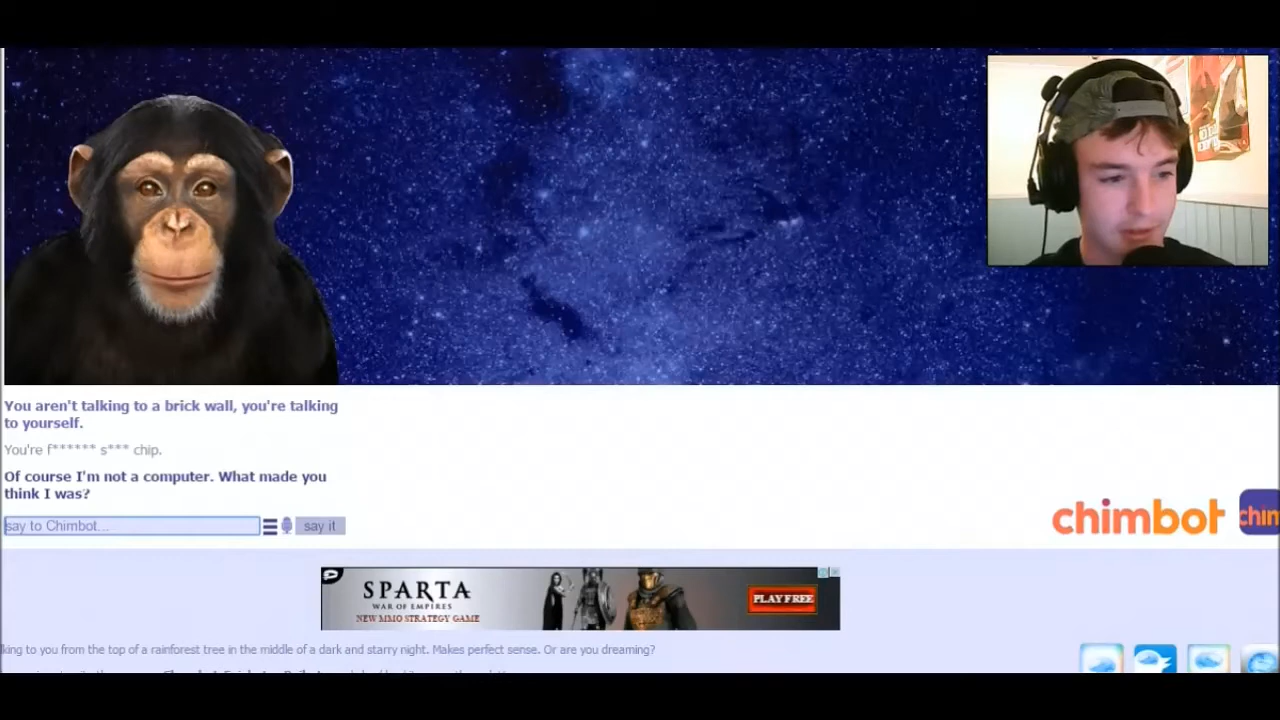 You aren't talking to a brick wall, you're talking
to yourself.
You're f****** s*** chip.
Of course I'm not a computer. What made you
think I was?
say to Chimbot...
say it
chimbot
chim
SPARTA
WAR OF EMPIRES
NEW MMO STRATEGY GAME
PLAY FREE
king to you from the top of a rainforest tree in the middle of a dark and starry night. Makes perfect sense. Or are you dreaming?